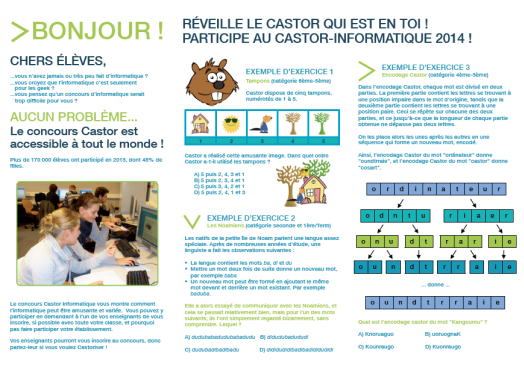 >BONJOUR !
CHERS ÉLÈVES,
...vous n'avez jamais ou très peu fait d'informatique ?
...vous croyez que l'informatique c'est seulement
pour les geek ?
...vous pensez qu'un concours d'informatique serait
trop difficile pour vous ?
AUCUN PROBLÈME...
Le concours Castor est
accessible à tout le monde !
Plus de 170 000 élèves ont participé en 2013, dont 48% de
filles.
Le concours Castor Informatique vous montre comment
l'informatique peut être amusante et variée. Vous pouvez y
participer en demandant à l'un de vos enseignants de vous
inscrire, si possible avec toute votre classe, et pourquoi
pas faire participer votre établissement.
Vos enseignants pourront vous inscrire au concours, donc
parlez-leur si vous voulez Castoriser !
RÉVEILLE LE CASTOR QUI EST EN TOI !
PARTICIPE AU CASTOR-INFORMATIQUE 2014 !
EXEMPLE D'EXERCICE 1
Tampons (catégorie 6ème-5ème)
Castor dispose de cinq tampons,
numérotés de 1 à 5.
1 2 3 4 5
Castor a réalisé cette amusante image. Dans quel ordre
Castor a-t-il utilisé les tampons ?
A) 5 puis 2, 4, 3 et 1
B) 5 puis 2, 3, 4 et 1
C) 5 puis 3, 4, 2 et 1
D) 2 puis 5, 3, 4 et 1
EXEMPLE D'EXERCICE 2
Les Noamiens (catégorie seconde et 1ère/Term)
Les natifs de la petite île de Noam parlent une langue assez
spéciale. Après de nombreuses années d'étude, une
linguiste a fait les observations suivantes :
• La langue contient les mots ba, di et du
• Mettre un mot deux fois de suite donne un nouveau mot,
par exemple baba
• Un nouveau mot peut être formé en ajoutant le même
mot devant et derrière un mot existant. Par exemple
babuba.
Elle a alors essayé de communiquer avec les Noamiens, et
cela se passait relativement bien, mais pour l'un des mots
suivants, ils l'ont simplement regardé bizarrement, sans
comprendre. Lequel ?
EXEMPLE D'EXERCICE 3
Encodage Castor (catégorie 4ème-3ème)
Dans l'encodage Castor, chaque mot est divisé en deux
parties. La première partie contient les lettres se trouvant à
une position impaire dans le mot d'origine, tandis que la
deuxième partie contient les lettres se trouvant à une
position paire. Ceci se répète sur chacune des deux
parties, et ce jusqu'à-ce que la longueur de chaque partie
obtenue ne dépasse pas deux lettres.
On les place alors les unes après les autres en une
séquence qui forme un nouveau mot, encodé.
Ainsi, l'encodage Castor du mot "ordinateur" donne
"oundtrraie", et l'encodage Castor du mot "castor" donne
"cosart".
o r d i n a t e u r
o d n t u r i a e r
o n u d t r a r i e
o u n d t r r a i e
... donne ...
o u n d t r r a i e
Quel est l'encodage castor du mot "Kangourou" ?